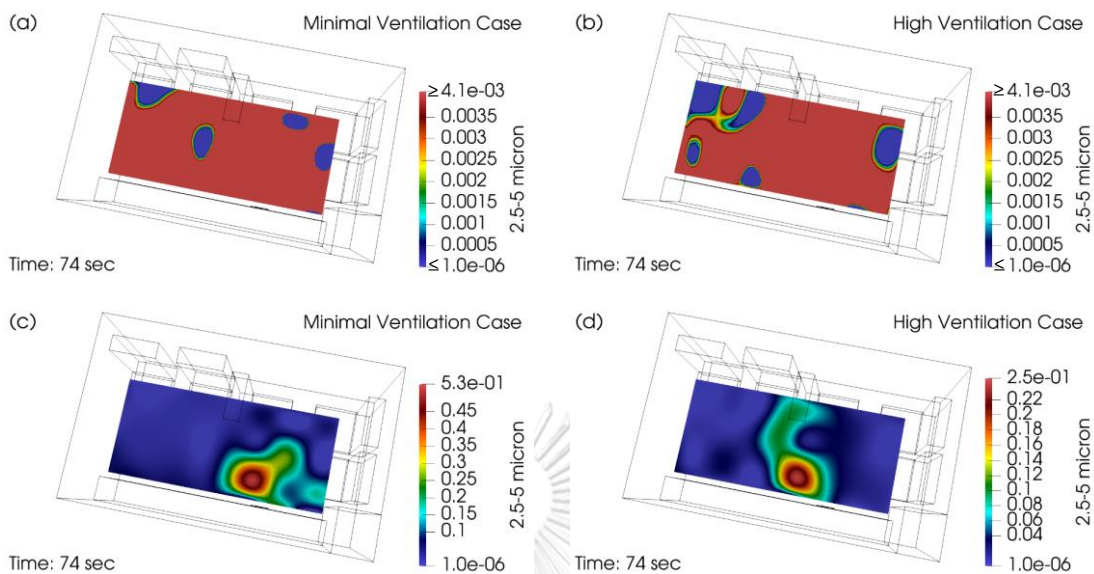 (a)
Minimal Ventilation Case
≥ 4.1e-03
0.0035
0.003
0.0025
0.002
0.0015
0.001
0.0005
≤ 1.0e-06
2.5-5 micron
Time: 74 sec
(b)
High Ventilation Case
≥ 4.1e-03
0.0035
0.003
0.0025
0.002
0.0015
0.001
0.0005
≤ 1.0e-06
2.5-5 micron
Time: 74 sec
(c)
Minimal Ventilation Case
5.3e-01
0.45
0.4
0.35
0.3
0.25
0.2
0.15
0.1
1.0e-06
2.5-5 micron
Time: 74 sec
(d)
High Ventilation Case
2.5e-01
0.22
0.2
0.18
0.16
0.14
0.12
0.1
0.08
0.06
0.04
1.0e-06
2.5-5 micron
Time: 74 sec